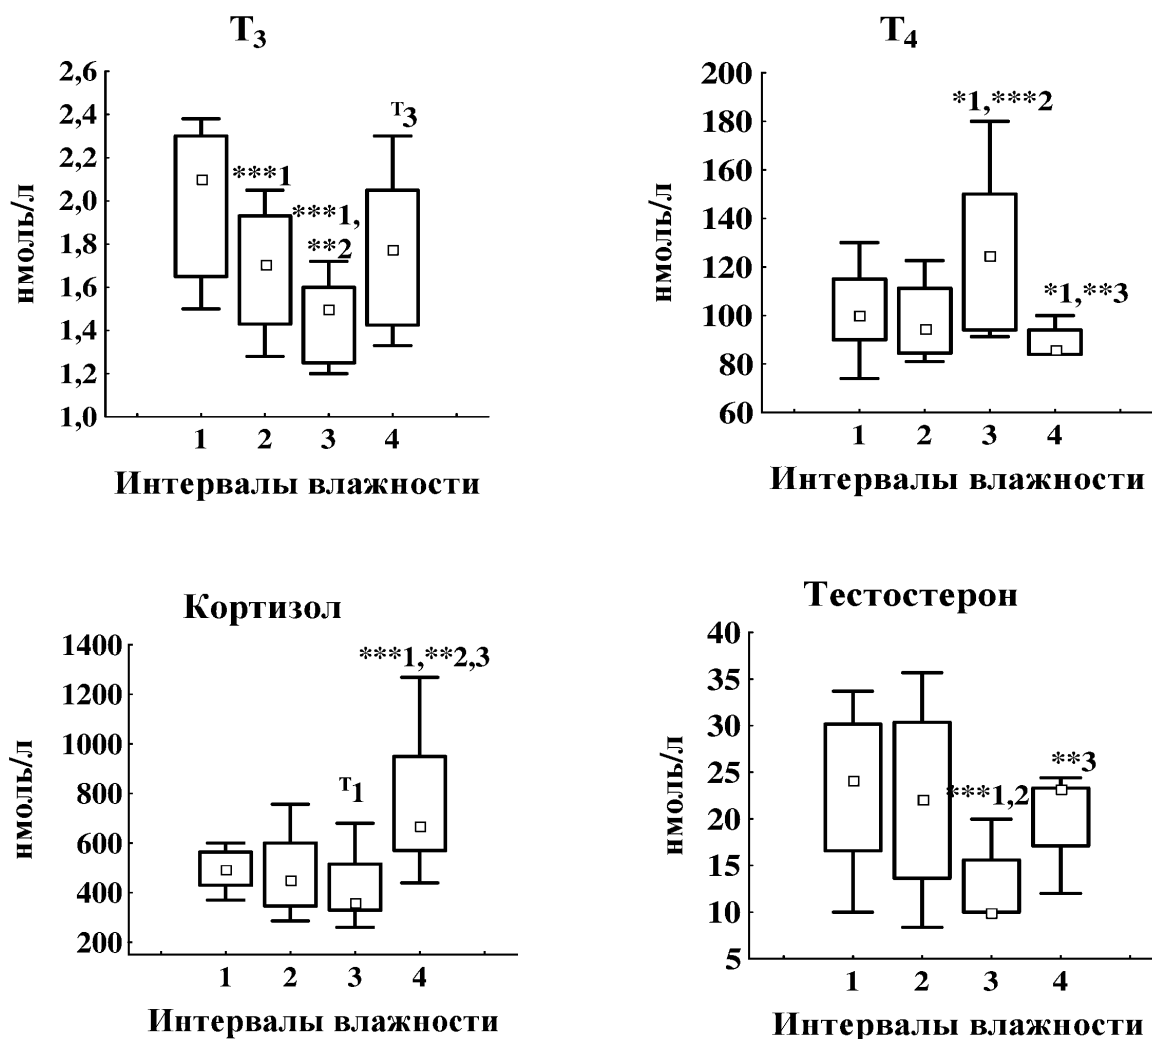 T3
2,6
2,4
2,2
2,0
1,8
1,6
1,4
1,2
1,0
нмоль/л
***1
***1,
**2
T3
1 2 3 4
Интервалы влажности
T4
200
180
160
140
120
100
80
60
нмоль/л
*1,***2
*1,**3
1 2 3 4
Интервалы влажности
Кортизол
1400
1200
1000
800
600
400
200
нмоль/л
T1
***1,**2,3
1 2 3 4
Интервалы влажности
Тестостерон
40
35
30
25
20
15
10
5
нмоль/л
***1,2
**3
1 2 3 4
Интервалы влажности